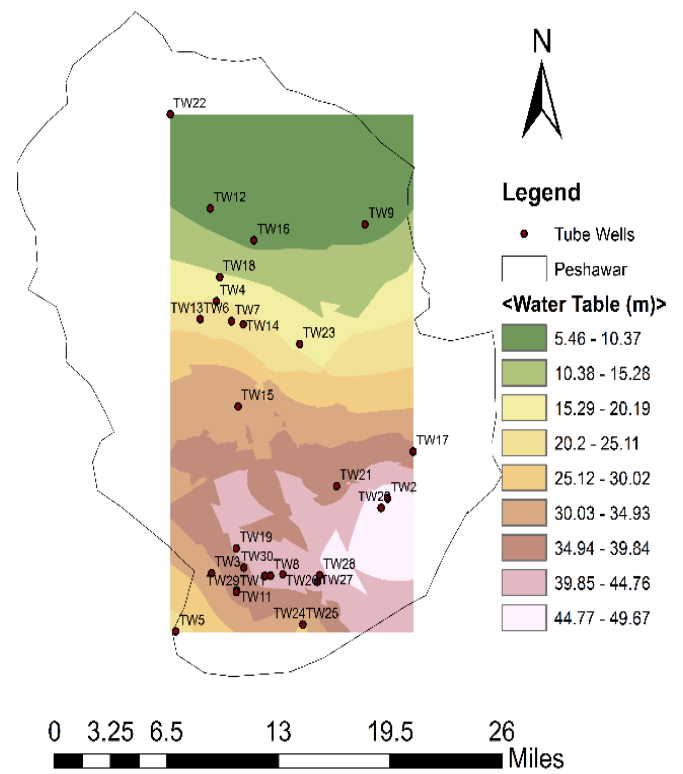 N
TW22
TW12
TW9
TW16
TW18
TW4
TW13 TW6
TW7
TW14
TW23
TW15
TW17
TW21
TW2
TW19
TW3 TW30
TW8
TW28
TW29
TW26
TW27
TW11
TW24 TW25
TW5
Legend
Tube Wells
Peshawar
<Water Table (m)>
5.46 - 10.37
10.38 - 15.28
15.29 - 20.19
20.2 - 25.11
25.12 - 30.02
30.03 - 34.93
34.94 - 39.84
39.85 - 44.76
44.77 - 49.67
0 3.25 6.5 13 19.5 26
Miles